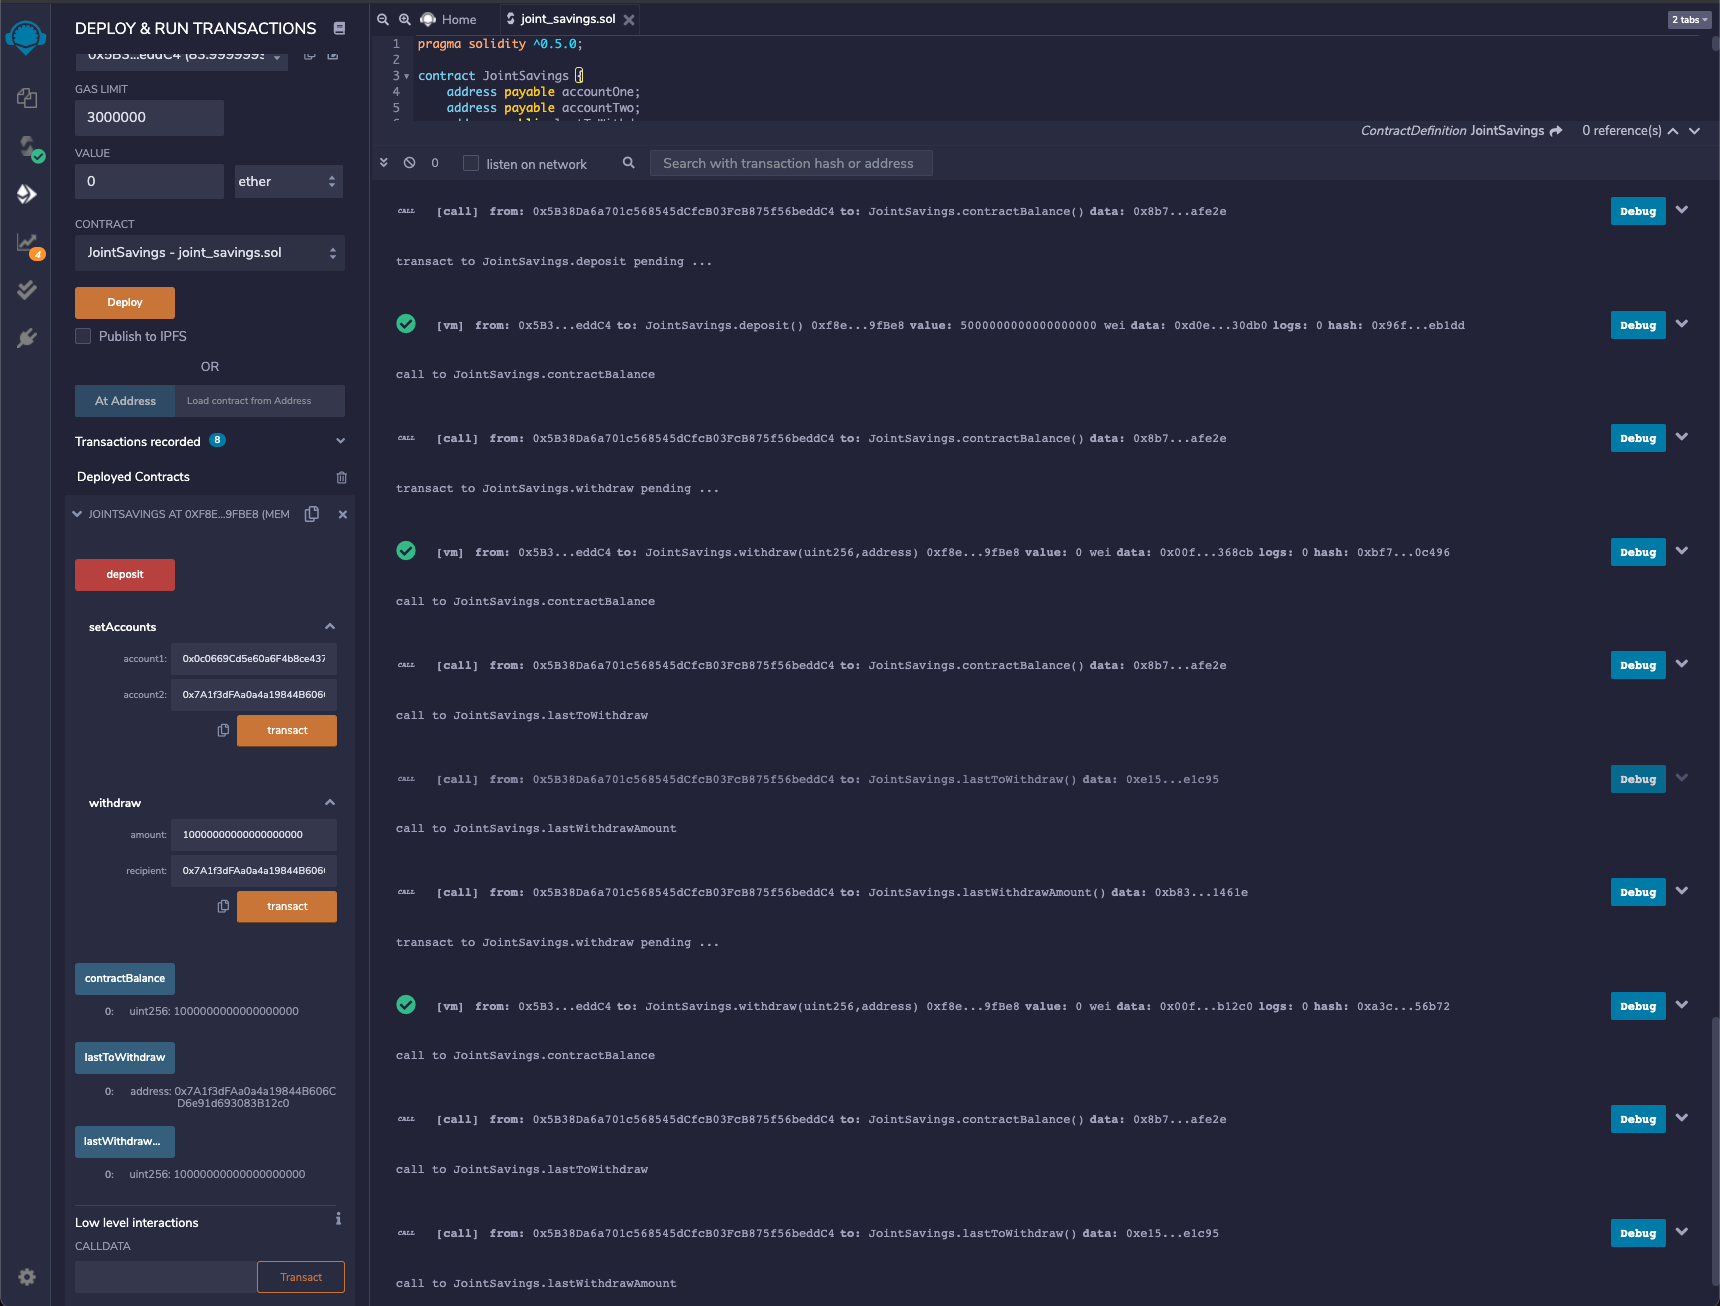 DEPLOY & RUN TRANSACTIONS
GAS LIMIT
3000000
VALUE
0
ether
CONTRACT
JointSavings - joint_savings.sol
Deploy
Publish to IPFS
OR
At Address
Load contract from Address
Transactions recorded 8
Deployed Contracts
JOINTSAVINGS AT 0XF8E...9FBE8 (MEM
deposit
setAccounts
account1: 0x0c0669Cd5e60a6F4b8ce437
account2: 0x7A1f3dFAa0a4a19844B606
transact
withdraw
amount: 10000000000000000000
recipient: 0x7A1f3dFAa0a4a19844B606
transact
contractBalance
0: uint256: 1000000000000000000
lastToWithdraw
0: address: 0x7A1f3dFAa0a4a19844B606C
D6e91d693083B12c0
lastWithdraw...
0: uint256: 10000000000000000000
Low level interactions
CALLDATA
Transact
4
Home
joint_savings.sol
2 tabs
1 pragma solidity ^0.5.0;
2
3 contract JointSavings {
4 address payable accountOne;
5 address payable accountTwo;
ContractDefinition JointSavings
0 reference(s)
0
listen on network
Search with transaction hash or address
CALL [call] from: 0x5B38Da6a701c568545dCfcB03FcB875f56beddC4 to: JointSavings.contractBalance() data: 0x8b7...afe2e Debug
transact to JointSavings.deposit pending ...
[vm] from: 0x5B3...eddC4 to: JointSavings.deposit() 0xf8e...9fBe8 value: 5000000000000000000 wei data: 0xd0e...30db0 logs: 0 hash: 0x96f...eb1dd Debug
call to JointSavings.contractBalance
CALL [call] from: 0x5B38Da6a701c568545dCfcB03FcB875f56beddC4 to: JointSavings.contractBalance() data: 0x8b7...afe2e Debug
transact to JointSavings.withdraw pending ...
[vm] from: 0x5B3...eddC4 to: JointSavings.withdraw(uint256,address) 0xf8e...9fBe8 value: 0 wei data: 0x00f...368cb logs: 0 hash: 0xbf7...0c496 Debug
call to JointSavings.contractBalance
CALL [call] from: 0x5B38Da6a701c568545dCfcB03FcB875f56beddC4 to: JointSavings.contractBalance() data: 0x8b7...afe2e Debug
call to JointSavings.lastToWithdraw
CALL [call] from: 0x5B38Da6a701c568545dCfcB03FcB875f56beddC4 to: JointSavings.lastToWithdraw() data: 0xe15...e1c95 Debug
call to JointSavings.lastWithdrawAmount
CALL [call] from: 0x5B38Da6a701c568545dCfcB03FcB875f56beddC4 to: JointSavings.lastWithdrawAmount() data: 0xb83...1461e Debug
transact to JointSavings.withdraw pending ...
[vm] from: 0x5B3...eddC4 to: JointSavings.withdraw(uint256,address) 0xf8e...9fBe8 value: 0 wei data: 0x00f...b12c0 logs: 0 hash: 0xa3c...56b72 Debug
call to JointSavings.contractBalance
CALL [call] from: 0x5B38Da6a701c568545dCfcB03FcB875f56beddC4 to: JointSavings.contractBalance() data: 0x8b7...afe2e Debug
call to JointSavings.lastToWithdraw
CALL [call] from: 0x5B38Da6a701c568545dCfcB03FcB875f56beddC4 to: JointSavings.lastToWithdraw() data: 0xe15...e1c95 Debug
call to JointSavings.lastWithdrawAmount